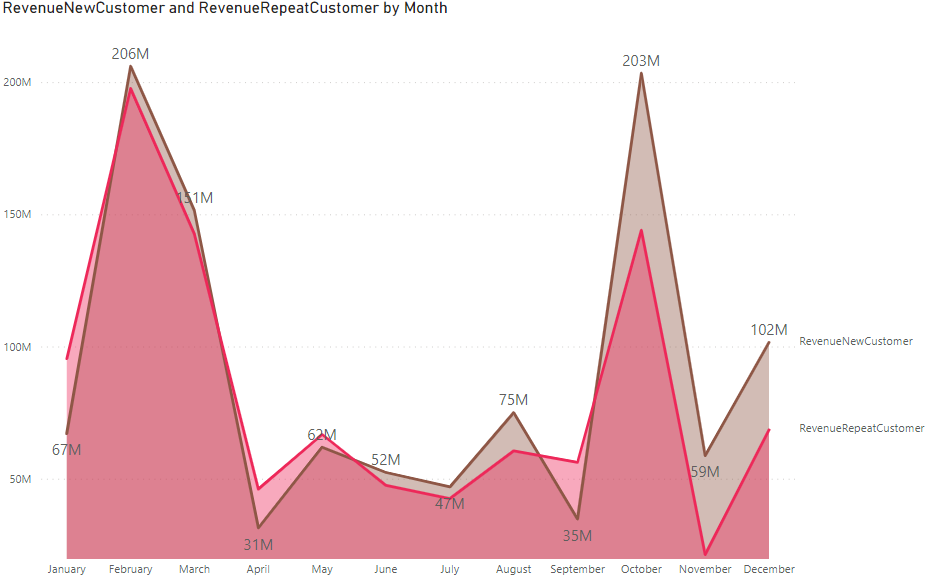 RevenueNewCustomer and RevenueRepeatCustomer by Month
206M
203M
200M
151M
150M
102M
RevenueNewCustomer
100M
75M
RevenueRepeatCustomer
62M
67M
52M
59M
50M
47M
35M
31M
January February March April May June July August September October November December